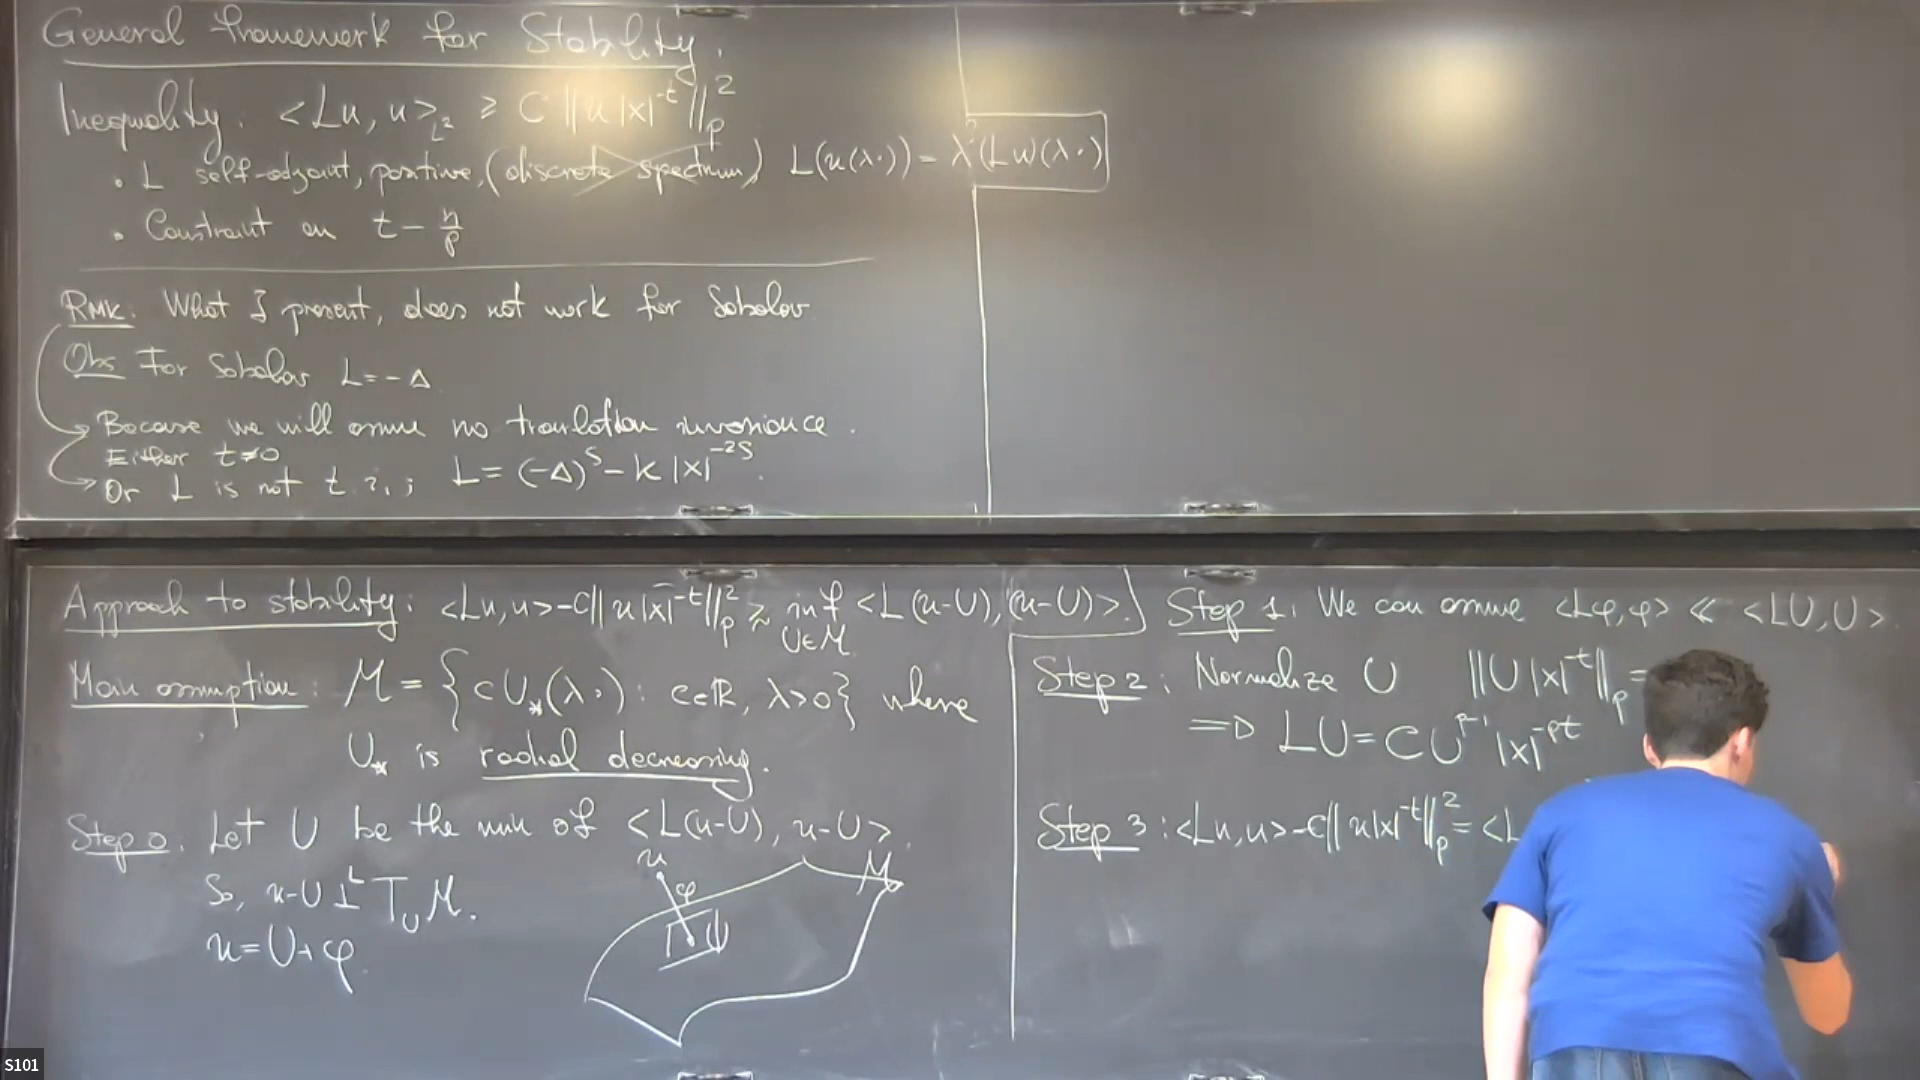 General framework for Stability.
Inequality. <Lu, u>_{L²} ≥ C ‖u |x|^{-t}‖_p^2
• L self-adjoint, positive, (discrete spectrum) L(u(λ·)) = λ^?(Lu)(λ·)
• Constraint on t - n/p
RMK. What I present, does not work for Sobolev
Obs For Sobolev L = -Δ
Because we will assume no translation invariance.
Either t≠0
Or L is not t.i.; L = (-Δ)^s - k |x|^{-2s}.
Approach to stability: <Lu, u> - C‖u|x|^{-t}‖_p^2 ≳ inf_{U∈M} <L(u-U), (u-U)>.
Main assumption: M = {c U_*(λ·) : c∈ℝ, λ>0} where
U_* is radial decreasing.
Step 0. Let U be the min of <L(u-U), u-U>.
So, u-U ⊥^L T_U M.
u = U + φ
u
φ
M
U
Step 1. We can assume <Lφ, φ> ≪ <LU, U>.
Step 2: Normalize U ‖U |x|^{-t}‖_p =
⇒ LU = C U^{p-1} |x|^{-pt}
Step 3: <Lu, u> - C‖u|x|^{-t}‖_p^2 = <L
S101